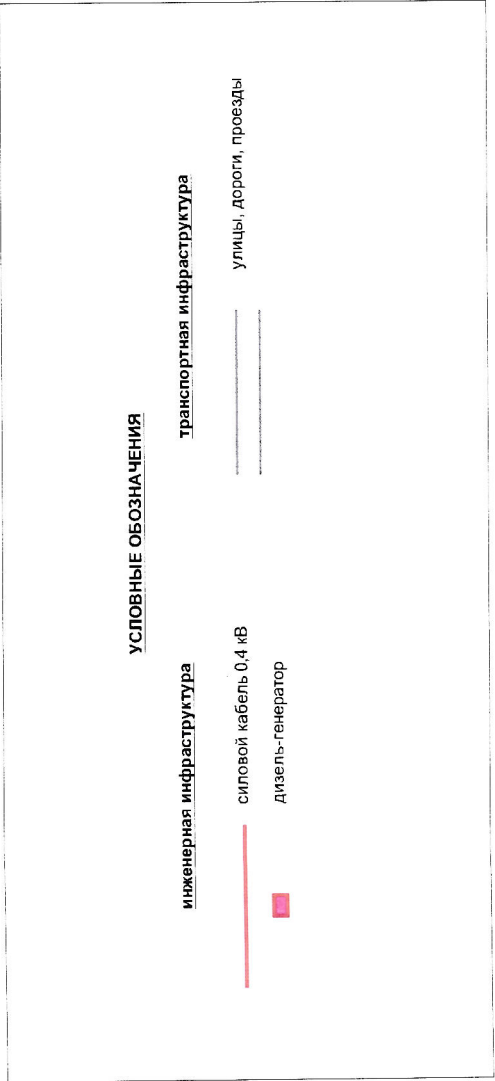 УСЛОВНЫЕ ОБОЗНАЧЕНИЯ
инженерная инфраструктура
силовой кабель 0,4 кВ
дизель-генератор
транспортная инфраструктура
улицы, дороги, проезды